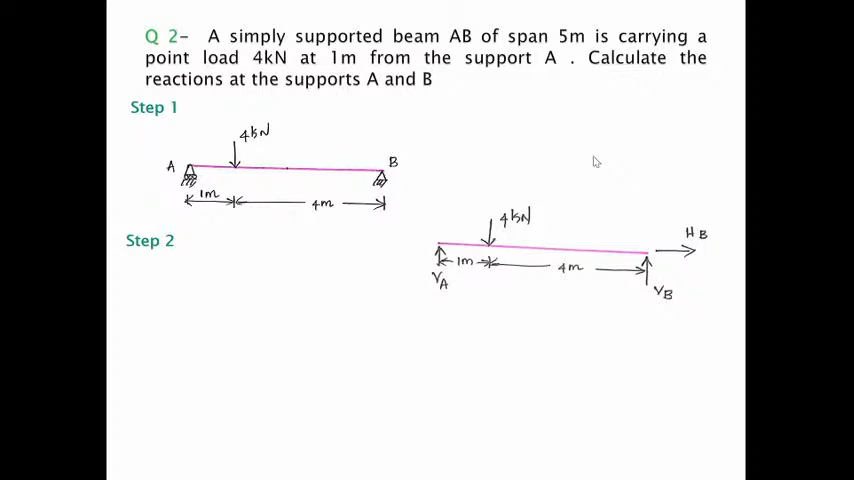 Q 2- A simply supported beam AB of span 5m is carrying a
point load 4kN at 1m from the support A . Calculate the
reactions at the supports A and B
Step 1
4kN
A
B
1m
4m
Step 2
4kN
HB
1m
4m
VA
VB